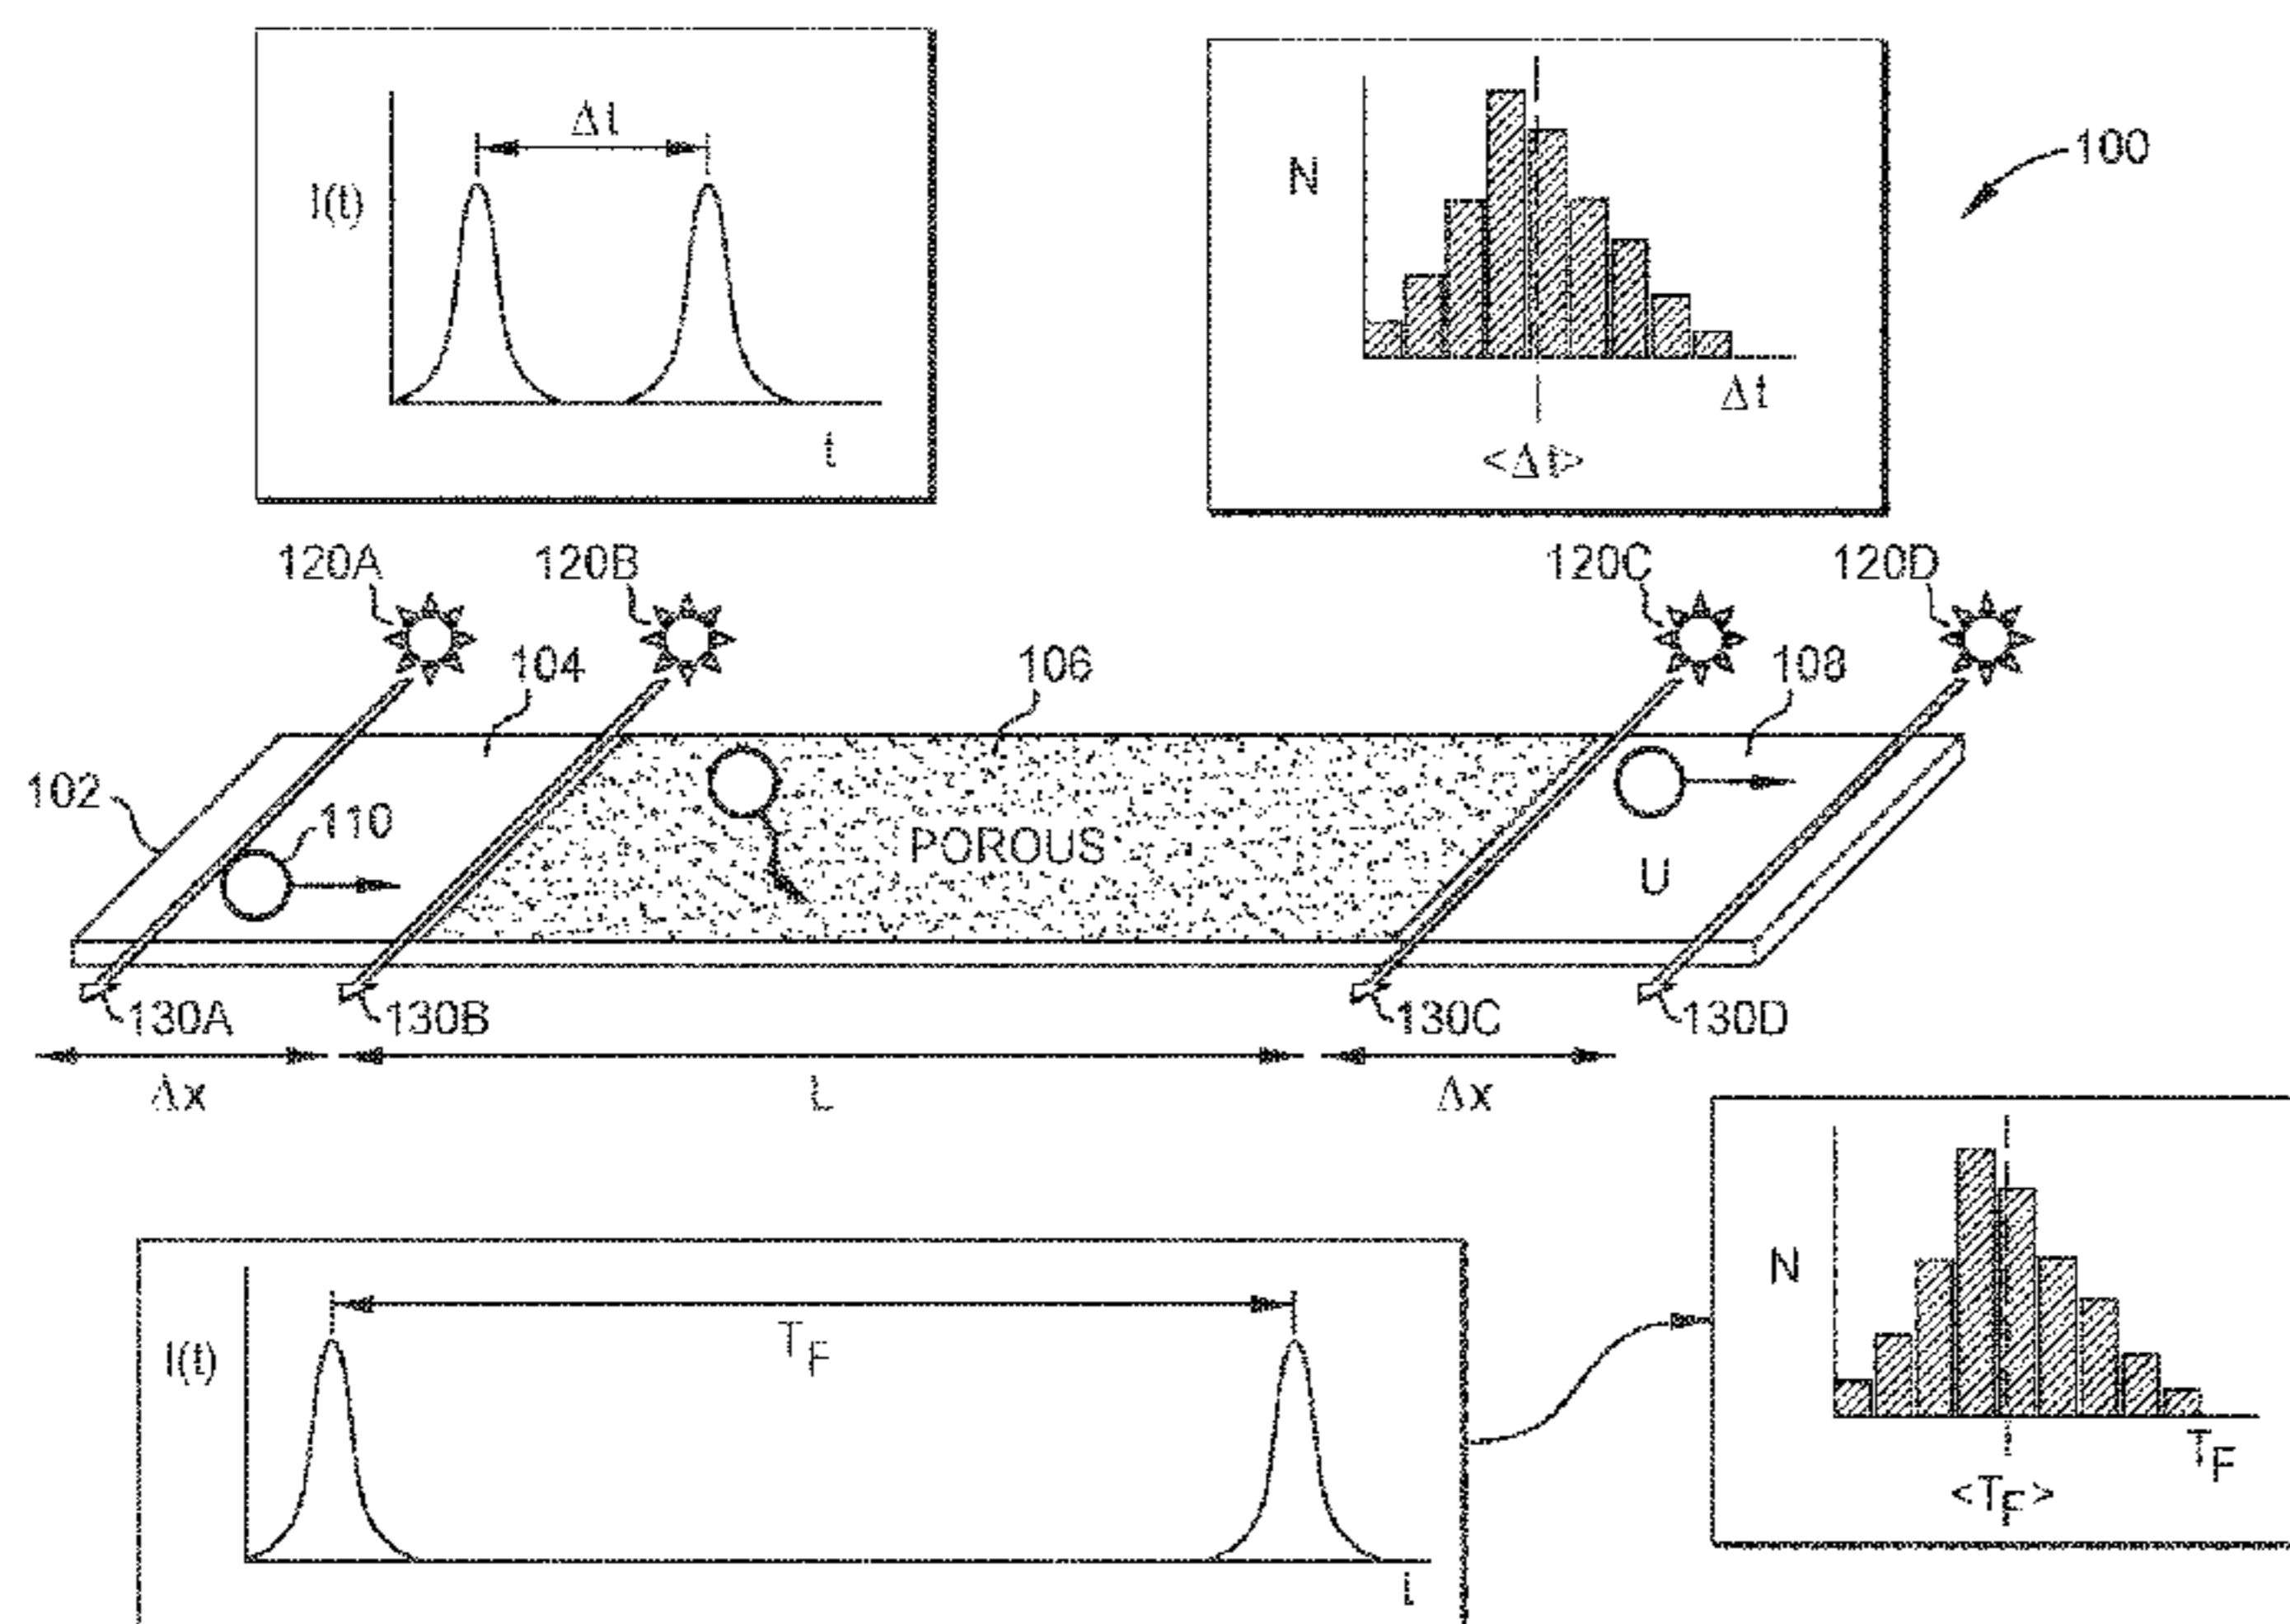 Δt
I(t)
t
N
Δt
<Δt>
100
120A
120B
120C
120D
104
106
108
102
110
POROUS
U
130A
130B
130C
130D
Δx
L
Δx
I(t)
T_F
t
N
T_F
<T_F>